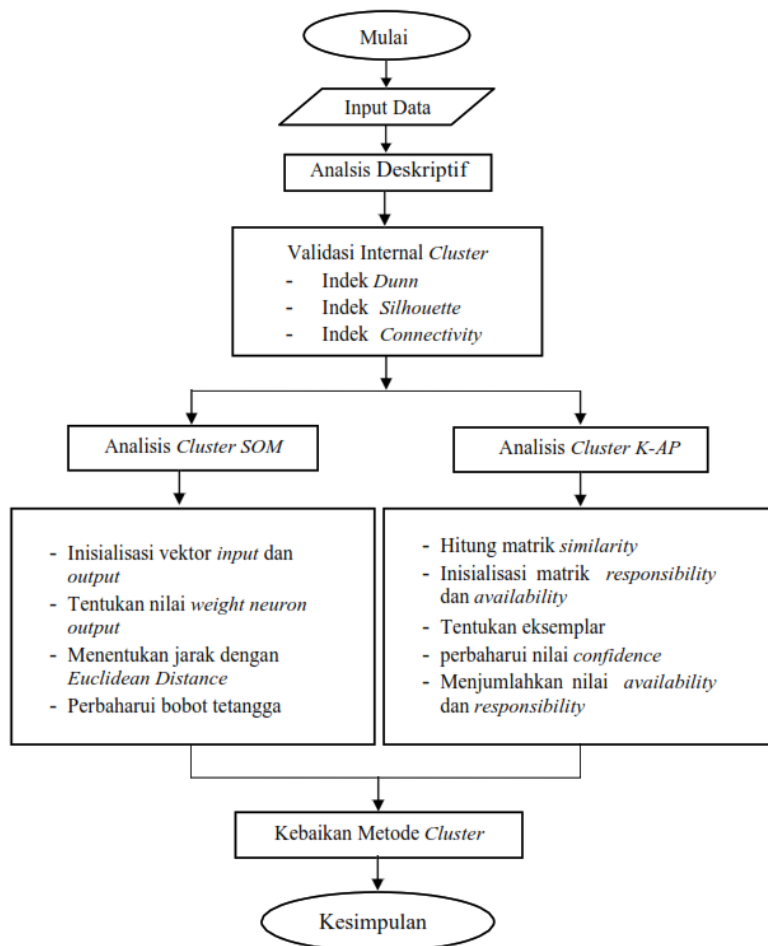 Mulai
Input Data
Analsis Deskriptif
Validasi Internal Cluster
- Indek Dunn
- Indek Silhouette
- Indek Connectivity
Analisis Cluster SOM
Analisis Cluster K-AP
- Inisialisasi vektor input dan
output
- Tentukan nilai weight neuron
output
- Menentukan jarak dengan
Euclidean Distance
- Perbaharui bobot tetangga
- Hitung matrik similarity
- Inisialisasi matrik responsibility
dan availability
- Tentukan eksemplar
- perbaharui nilai confidence
- Menjumlahkan nilai availability
dan responsibility
Kebaikan Metode Cluster
Kesimpulan